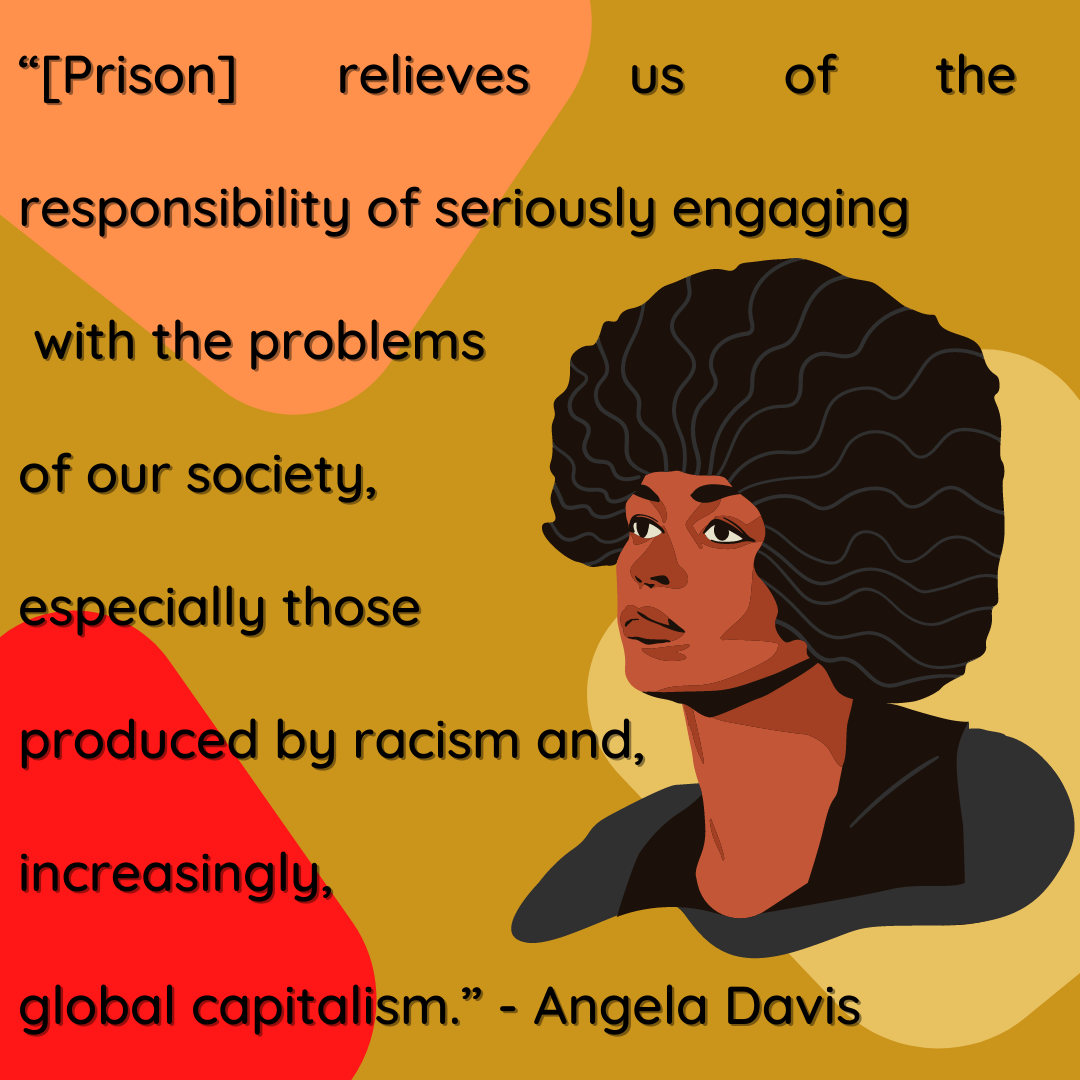 “[Prison] relieves us of the
responsibility of seriously engaging
with the problems
of our society,
especially those
produced by racism and,
increasingly,
global capitalism.” - Angela Davis